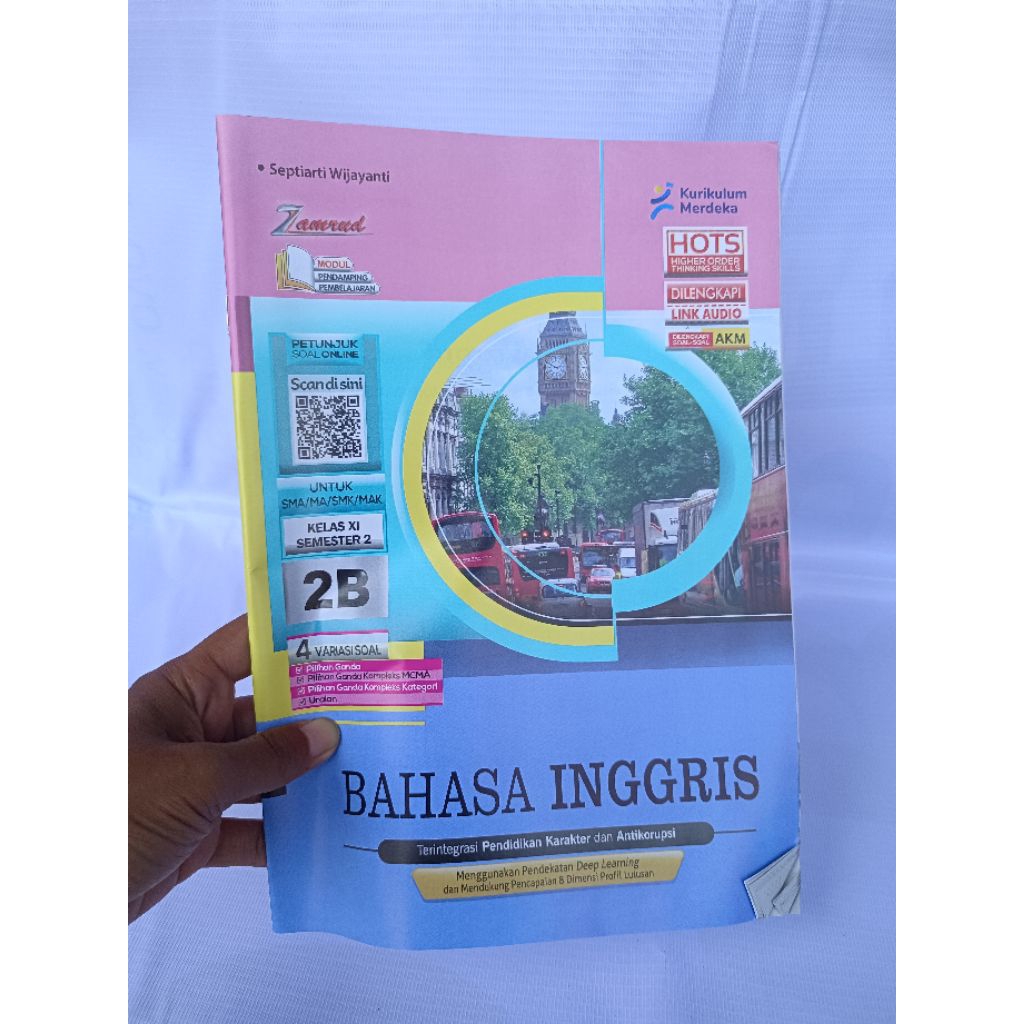 • Septiarti Wijayanti
Zamrud
MODUL
PENDAMPING
PEMBELAJARAN
Kurikulum
Merdeka
HOTS
HIGHER ORDER
THINKING SKILLS
DILENGKAPI
LINK AUDIO
DILENGKAPI
SOAL-SOAL
AKM
PETUNJUK
SOAL ONLINE
Scan di sini
UNTUK
SMA/MA/SMK/MAK
KELAS XI
SEMESTER 2
2B
4 VARIASI SOAL
Pilihan Ganda
Pilihan Ganda Kompleks MCMA
Pilihan Ganda Kompleks Kategori
Uraian
BAHASA INGGRIS
Terintegrasi Pendidikan Karakter dan Antikorupsi
Menggunakan Pendekatan Deep Learning
dan Mendukung Pencapaian 8 Dimensi Profil Lulusan